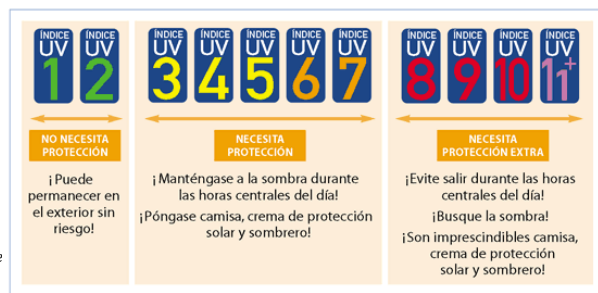 ÍNDICE UV 1
ÍNDICE UV 2
ÍNDICE UV 3
ÍNDICE UV 4
ÍNDICE UV 5
ÍNDICE UV 6
ÍNDICE UV 7
ÍNDICE UV 8
ÍNDICE UV 9
ÍNDICE UV 10
ÍNDICE UV 11+
NO NECESITA
PROTECCIÓN
¡Puede
permanecer en
el exterior sin
riesgo!
NECESITA
PROTECCIÓN
¡Manténgase a la sombra durante
las horas centrales del día!
¡Póngase camisa, crema de protección
solar y sombrero!
NECESITA
PROTECCIÓN EXTRA
¡Evite salir durante las horas
centrales del día!
¡Busque la sombra!
¡Son imprescindibles camisa,
crema de protección
solar y sombrero!